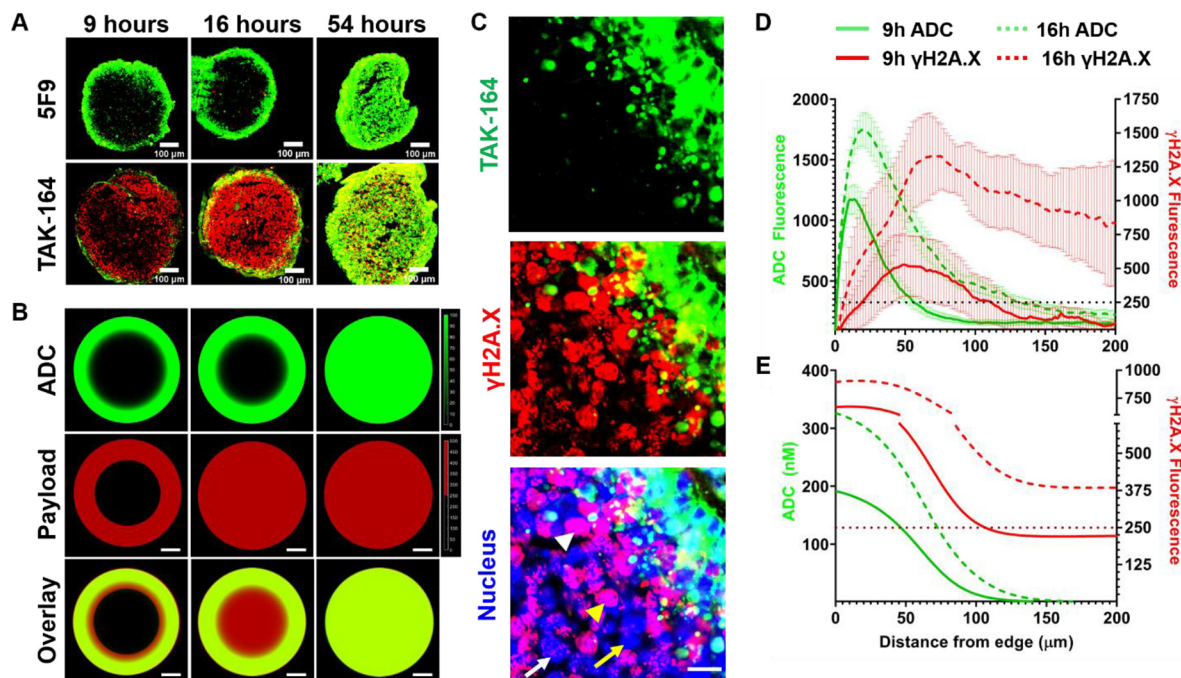 A
9 hours 16 hours 54 hours
5F9
100 μm 100 μm 100 μm
TAK-164
100 μm 100 μm 100 μm
B
ADC
Payload
Overlay
C
TAK-164
γH2A.X
Nucleus
D
9h ADC 16h ADC
9h γH2A.X 16h γH2A.X
2000 1750
1500
1500 1250
1000
1000 750
500
500 250
ADC Fluorescence
γH2A.X Flurescence
0 50 100 150 200
E
400 1000
750
300 500
200 375
250
100 125
ADC (nM)
γH2A.X Fluorescence
0 50 100 150 200
Distance from edge (μm)